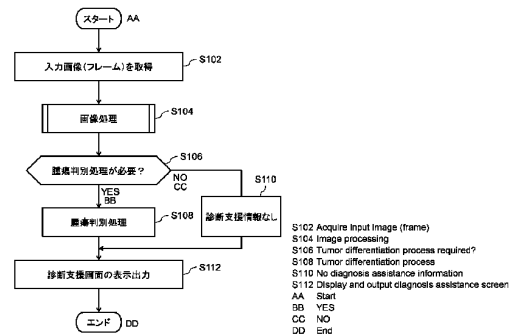 スタート AA
入力画像(フレーム)を取得 S102
画像処理 S104
腫瘍判別処理が必要？ S106
NO
CC
YES
BB
S110
診断支援情報なし
腫瘍判別処理 S108
診断支援画面の表示出力 S112
エンド DD
S102 Acquire Input Image (frame)
S104 Image processing
S106 Tumor differentiation process required?
S108 Tumor differentiation process
S110 No diagnosis assistance information
S112 Display and output diagnosis assistance screen
AA Start
BB YES
CC NO
DD End